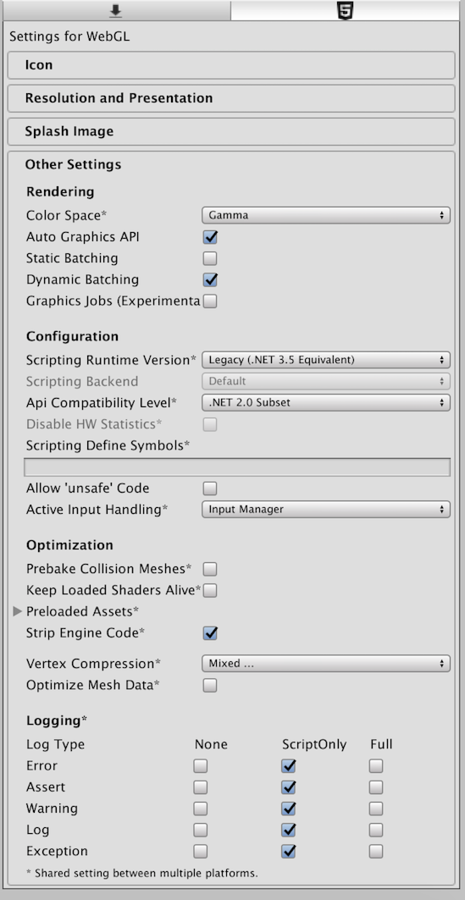 Settings for WebGL
Icon
Resolution and Presentation
Splash Image
Other Settings
Rendering
Color Space* Gamma
Auto Graphics API
Static Batching
Dynamic Batching
Graphics Jobs (Experimenta
Configuration
Scripting Runtime Version* Legacy (.NET 3.5 Equivalent)
Scripting Backend Default
Api Compatibility Level* .NET 2.0 Subset
Disable HW Statistics*
Scripting Define Symbols*
Allow 'unsafe' Code
Active Input Handling* Input Manager
Optimization
Prebake Collision Meshes*
Keep Loaded Shaders Alive*
Preloaded Assets*
Strip Engine Code*
Vertex Compression* Mixed ...
Optimize Mesh Data*
Logging*
Log Type None ScriptOnly Full
Error
Assert
Warning
Log
Exception
* Shared setting between multiple platforms.